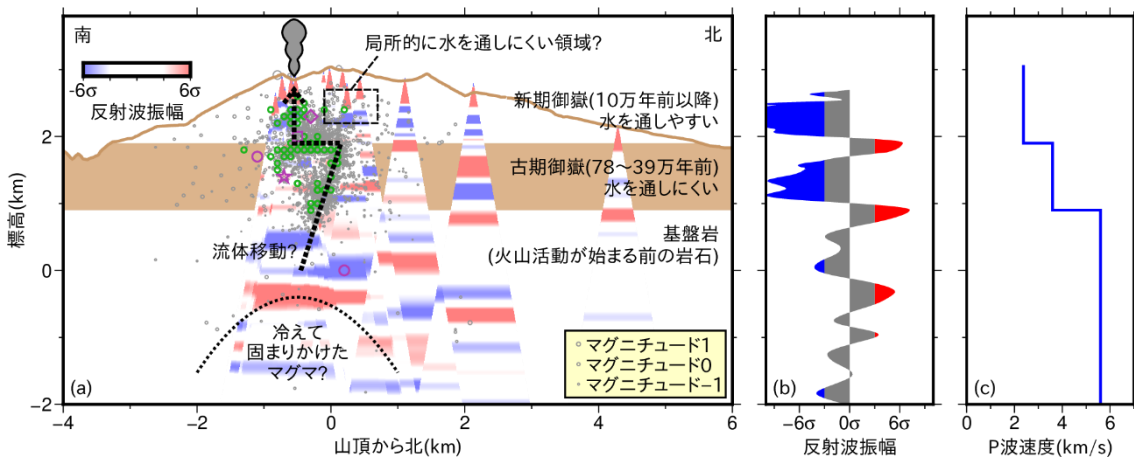 南
北
-6σ
6σ
反射波振幅
局所的に水を通しにくい領域?
新期御嶽(10万年前以降)
水を通しやすい
古期御嶽(78〜39万年前)
水を通しにくい
基盤岩
(火山活動が始まる前の岩石)
流体移動?
冷えて
固まりかけた
マグマ?
マグニチュード1
マグニチュード0
マグニチュード-1
(a)
標高(km)
2
0
-2
-4
-2
0
2
4
6
山頂から北(km)
(b)
-6σ
0σ
6σ
反射波振幅
(c)
0
2
4
6
P波速度(km/s)